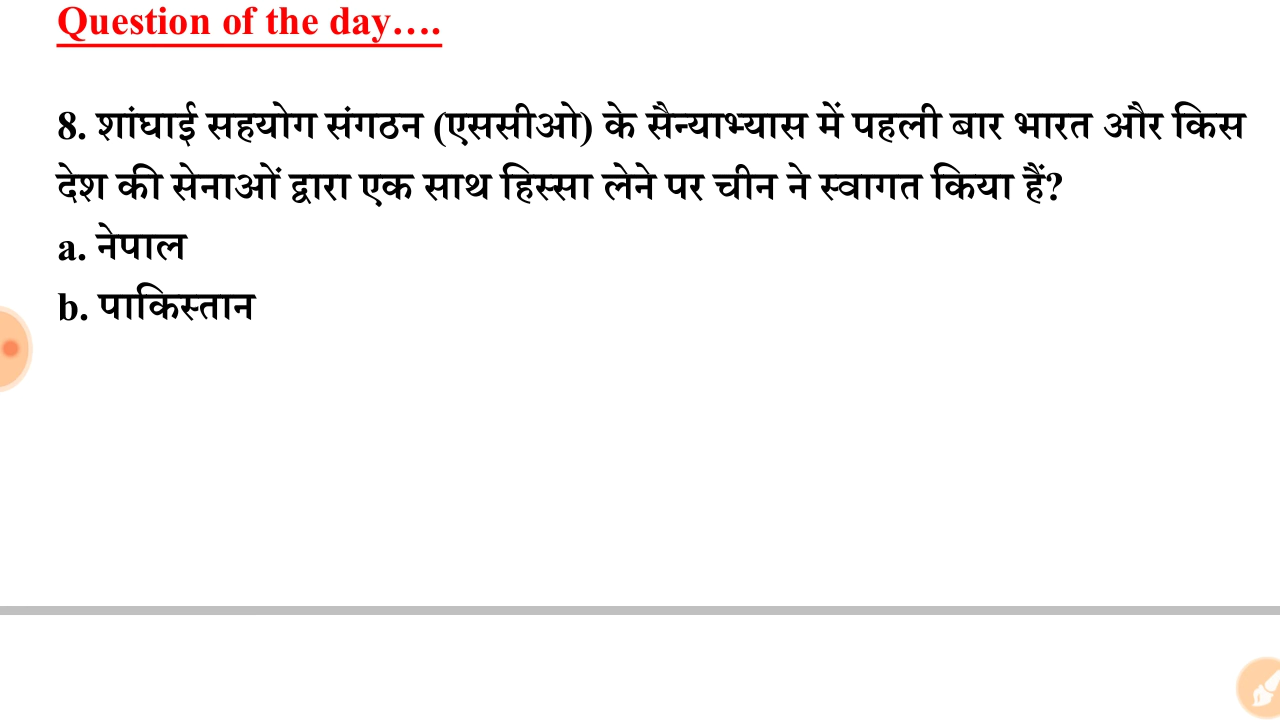 Question of the day….
8. शांघाई सहयोग संगठन (एससीओ) के सैन्याभ्यास में पहली बार भारत और किस
देश की सेनाओं द्वारा एक साथ हिस्सा लेने पर चीन ने स्वागत किया हैं?
a. नेपाल
b. पाकिस्तान